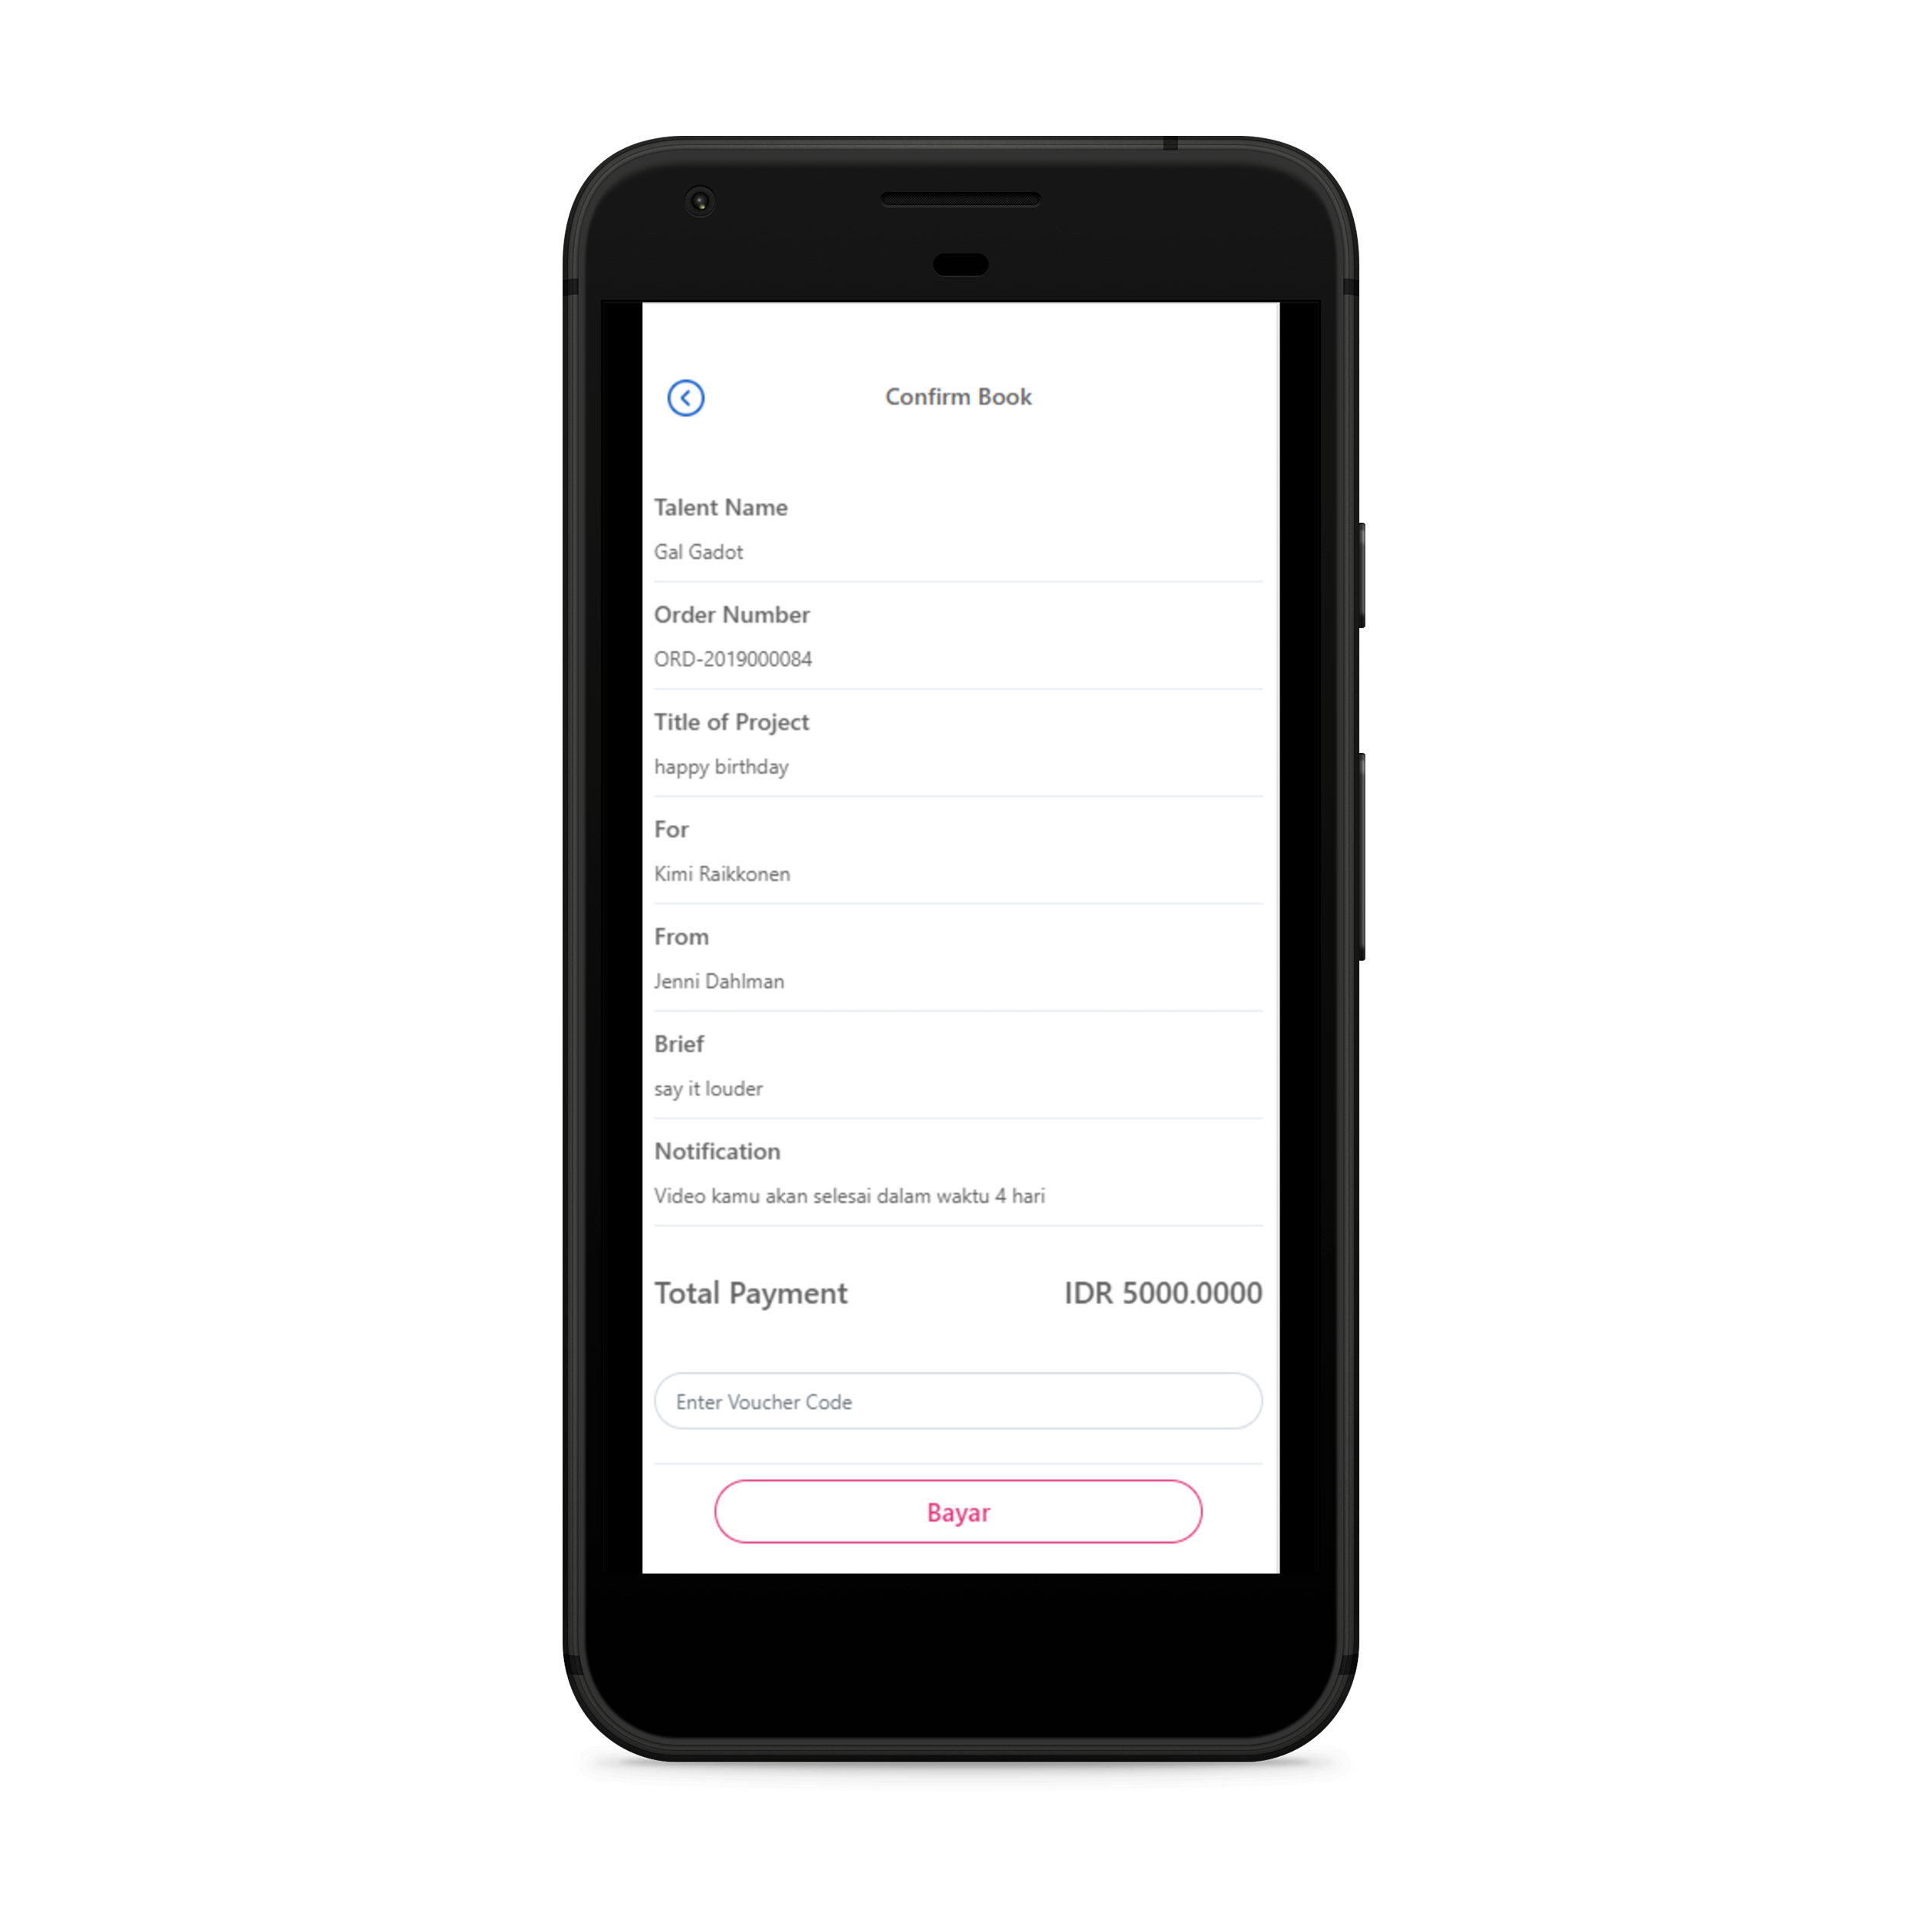 Confirm Book
Talent Name
Gal Gadot
Order Number
ORD-2019000084
Title of Project
happy birthday
For
Kimi Raikkonen
From
Jenni Dahlman
Brief
say it louder
Notification
Video kamu akan selesai dalam waktu 4 hari
Total Payment IDR 5000.0000
Enter Voucher Code
Bayar